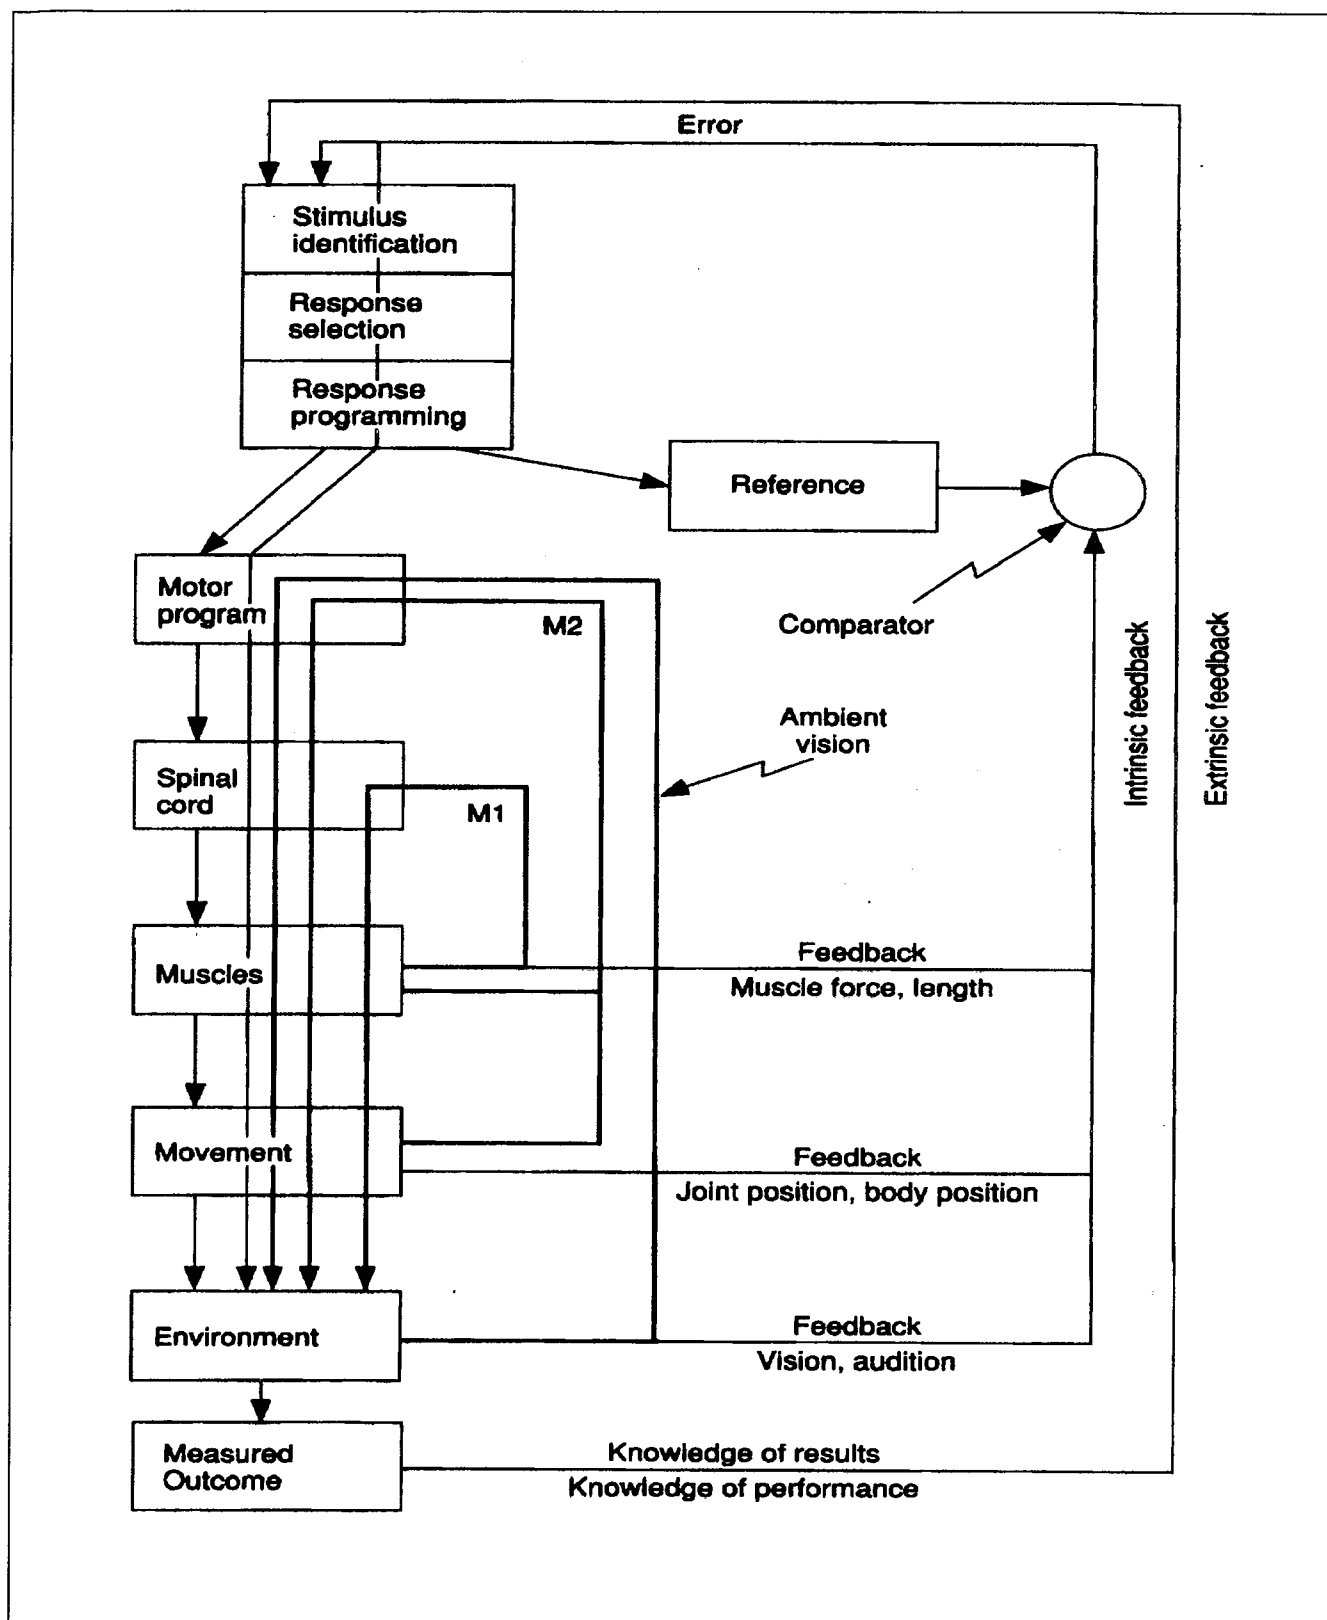 Error
Stimulus
identification
Response
selection
Response
programming
Reference
Motor
program
M2
Comparator
Ambient
vision
Intrinsic feedback
Extrinsic feedback
Spinal
cord
M1
Muscles
Feedback
Muscle force, length
Movement
Feedback
Joint position, body position
Environment
Feedback
Vision, audition
Measured
Outcome
Knowledge of results
Knowledge of performance